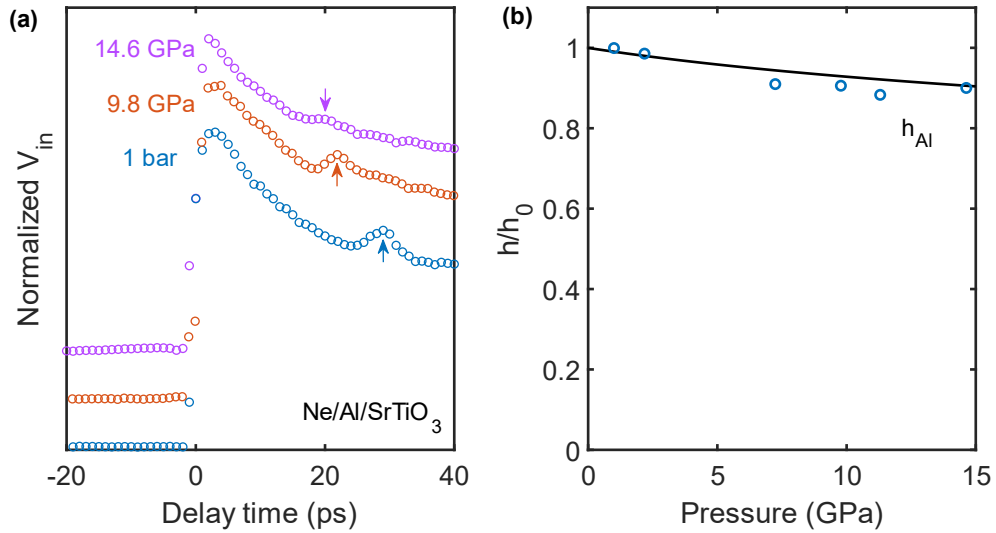 (a)
14.6 GPa
9.8 GPa
1 bar
Normalized V_in
Ne/Al/SrTiO_3
-20 0 20 40
Delay time (ps)
(b)
1
0.8
0.6
0.4
0.2
0
h/h_0
h_Al
0 5 10 15
Pressure (GPa)